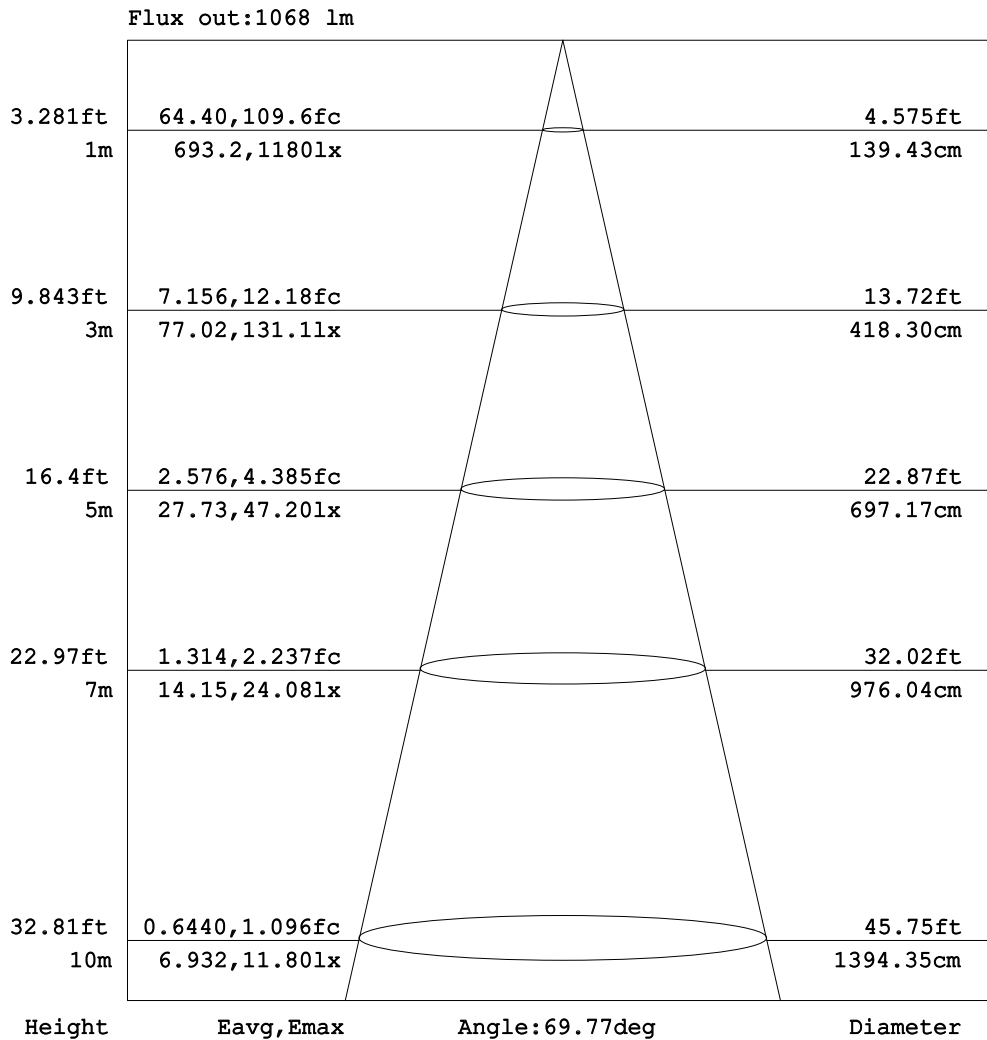 Flux out:1068 lm
3.281ft 64.40,109.6fc 4.575ft
1m 693.2,1180lx 139.43cm
9.843ft 7.156,12.18fc 13.72ft
3m 77.02,131.1lx 418.30cm
16.4ft 2.576,4.385fc 22.87ft
5m 27.73,47.20lx 697.17cm
22.97ft 1.314,2.237fc 32.02ft
7m 14.15,24.08lx 976.04cm
32.81ft 0.6440,1.096fc 45.75ft
10m 6.932,11.80lx 1394.35cm
Height Eavg,Emax Angle:69.77deg Diameter